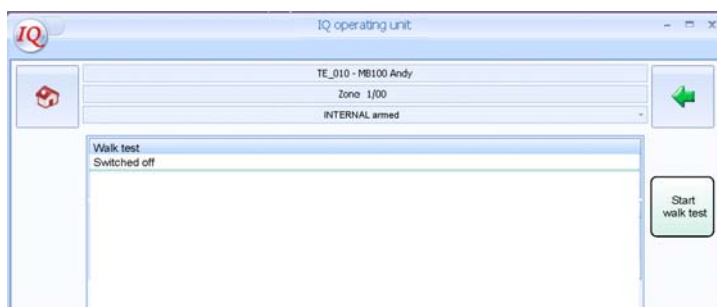 IQ
IQ operating unit
TE_010 - MB100 Andy
Zone 1/00
INTERNAL armed
Walk test
Switched off
Start
walk test